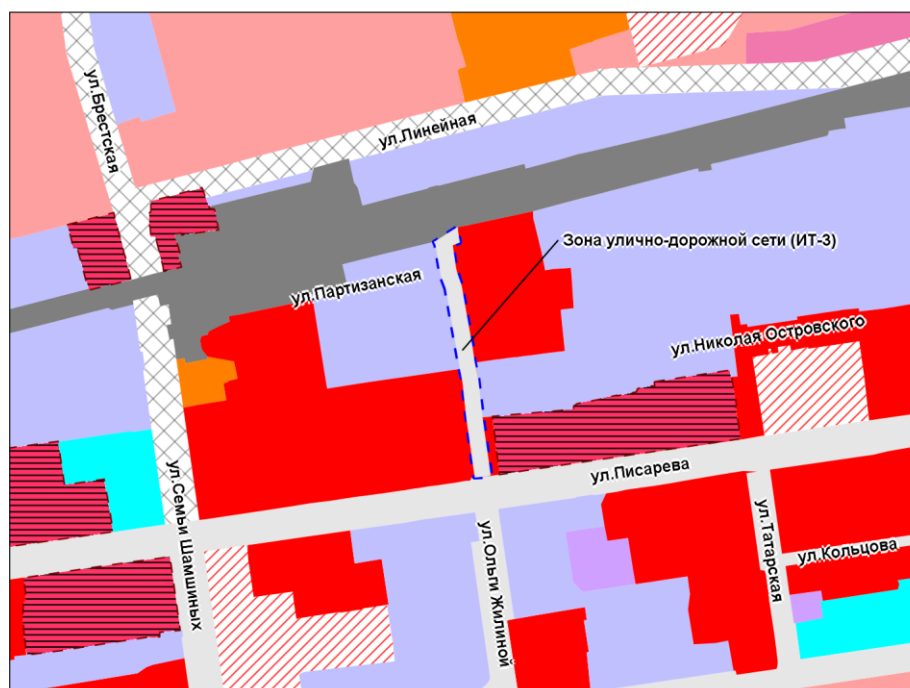 ул.Брестская
ул.Линейная
Зона улично-дорожной сети (ИТ-3)
ул.Партизанская
ул.Николая Островского
ул.Писарева
ул.Семьи Шамшиных
ул.Ольги Жилиной
ул.Татарская
ул.Кольцова